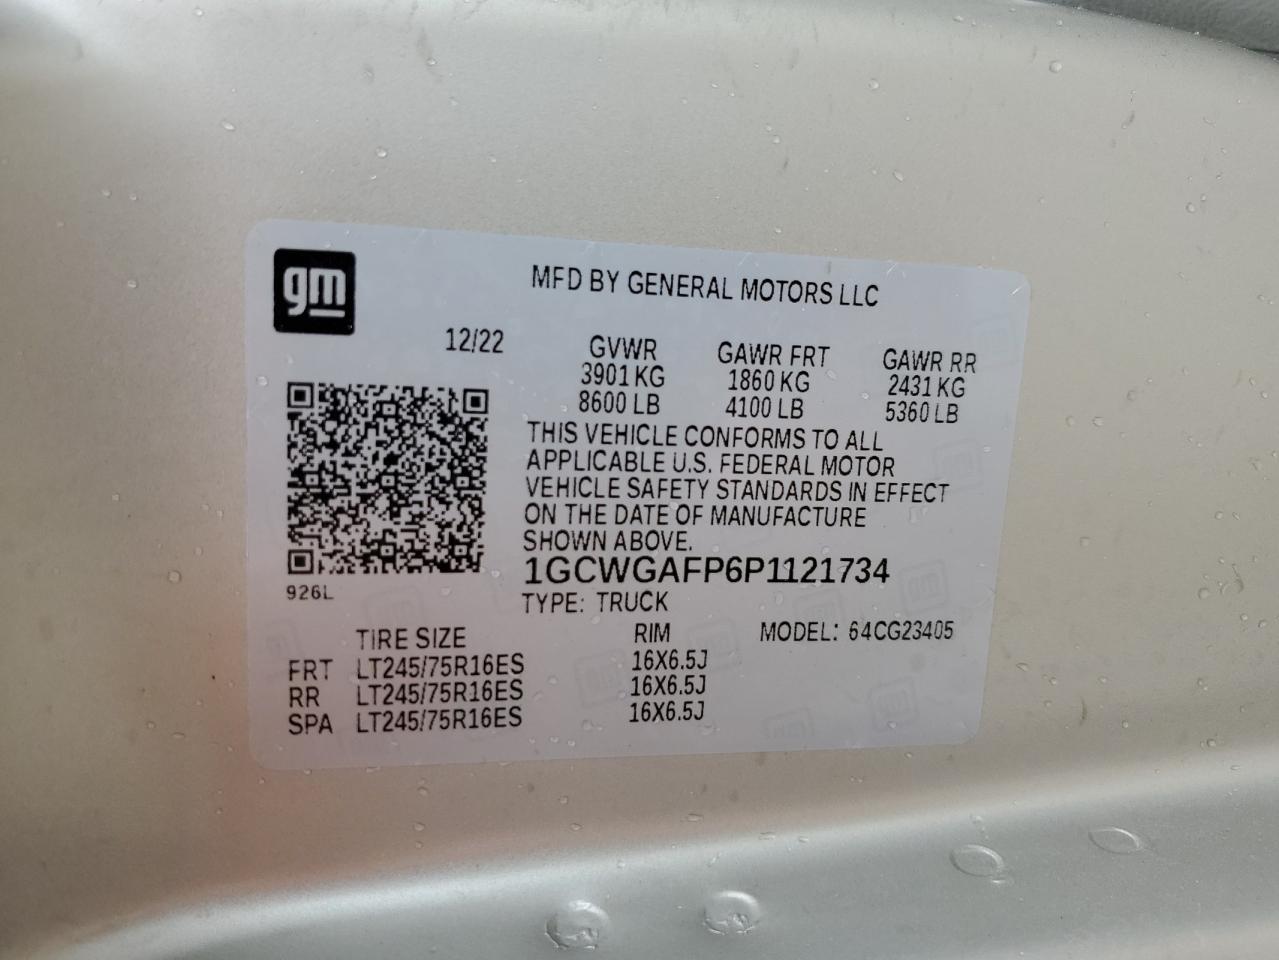 gm
MFD BY GENERAL MOTORS LLC
12/22
GVWR GAWR FRT GAWR RR
3901 KG 1860 KG 2431 KG
8600 LB 4100 LB 5360 LB
THIS VEHICLE CONFORMS TO ALL
APPLICABLE U.S. FEDERAL MOTOR
VEHICLE SAFETY STANDARDS IN EFFECT
ON THE DATE OF MANUFACTURE
SHOWN ABOVE.
1GCWGAFP6P1121734
926L
TYPE: TRUCK
TIRE SIZE RIM MODEL: 64CG23405
FRT LT245/75R16ES 16X6.5J
RR LT245/75R16ES 16X6.5J
SPA LT245/75R16ES 16X6.5J